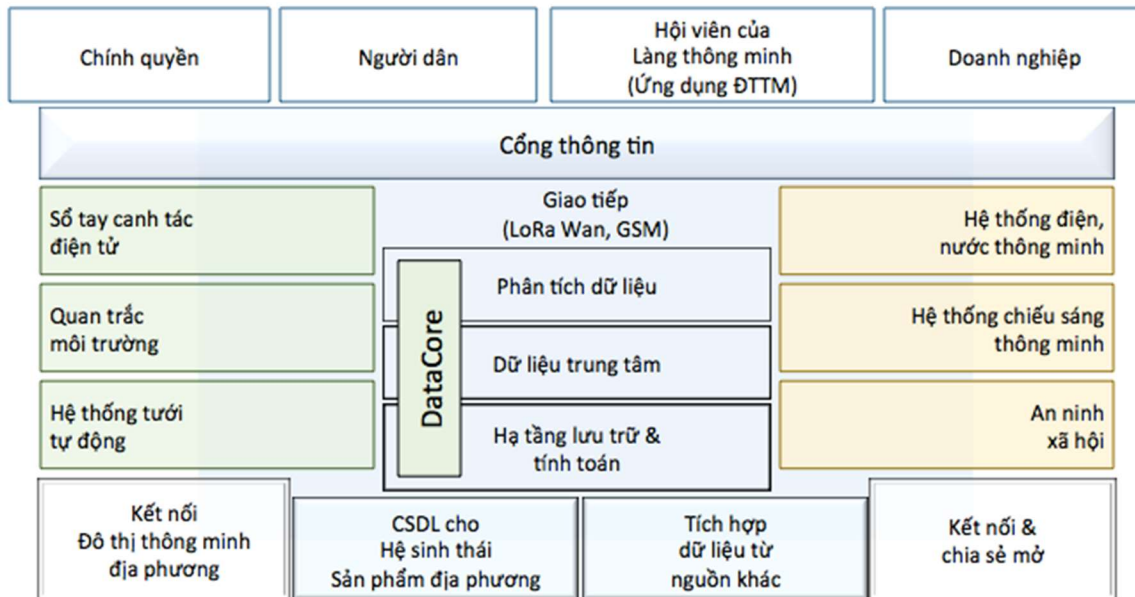 Chính quyền
Người dân
Hội viên của
Làng thông minh
(Ứng dụng ĐTTM)
Doanh nghiệp
Cổng thông tin
Sổ tay canh tác
điện tử
Quan trắc
môi trường
Hệ thống tưới
tự động
Giao tiếp
(LoRa Wan, GSM)
DataCore
Phân tích dữ liệu
Dữ liệu trung tâm
Hạ tầng lưu trữ &
tính toán
Hệ thống điện,
nước thông minh
Hệ thống chiếu sáng
thông minh
An ninh
xã hội
Kết nối
Đô thị thông minh
địa phương
CSDL cho
Hệ sinh thái
Sản phẩm địa phương
Tích hợp
dữ liệu từ
nguồn khác
Kết nối &
chia sẻ mở